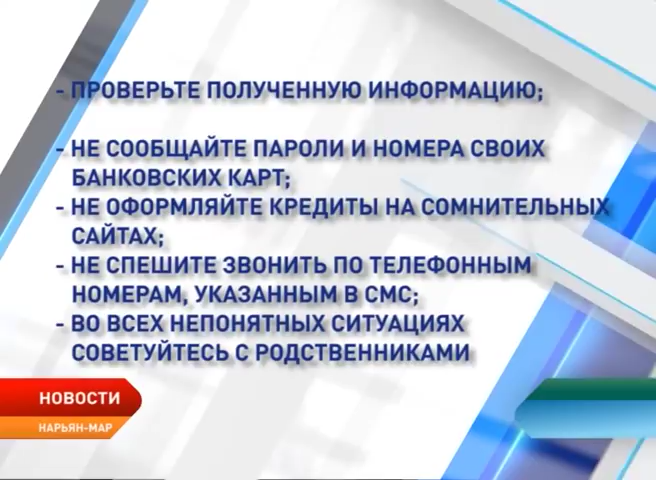 - ПРОВЕРЬТЕ ПОЛУЧЕННУЮ ИНФОРМАЦИЮ;
- НЕ СООБЩАЙТЕ ПАРОЛИ И НОМЕРА СВОИХ
БАНКОВСКИХ КАРТ;
- НЕ ОФОРМЛЯЙТЕ КРЕДИТЫ НА СОМНИТЕЛЬНЫХ
САЙТАХ;
- НЕ СПЕШИТЕ ЗВОНИТЬ ПО ТЕЛЕФОННЫМ
НОМЕРАМ, УКАЗАННЫМ В СМС;
- ВО ВСЕХ НЕПОНЯТНЫХ СИТУАЦИЯХ
СОВЕТУЙТЕСЬ С РОДСТВЕННИКАМИ
НОВОСТИ
НАРЬЯН-МАР